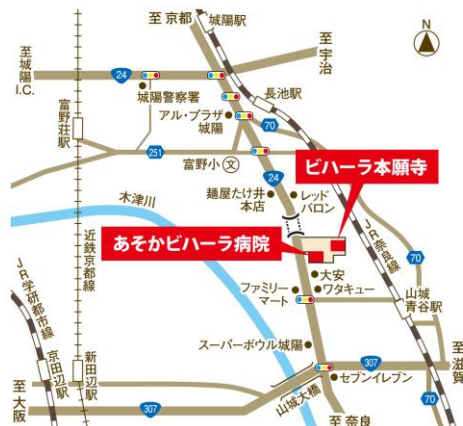 至京都
城陽駅
N
至宇治
至城陽I.C.
24
城陽警察署
長池駅
アル・プラザ
城陽
70
富野荘駅
251
富野小
文
24
ビハーラ本願寺
木津川
麺屋たけ井
本店
レッド
バロン
あそかビハーラ病院
JR奈良線
近鉄京都線
JR学研都市線
大安
ワタキュー
ファミリー
マート
70
山城
青谷駅
スーパーボウル城陽
307
至滋賀
京田辺駅
新田辺駅
セブンイレブン
山城大橋
至大阪
307
至奈良
70